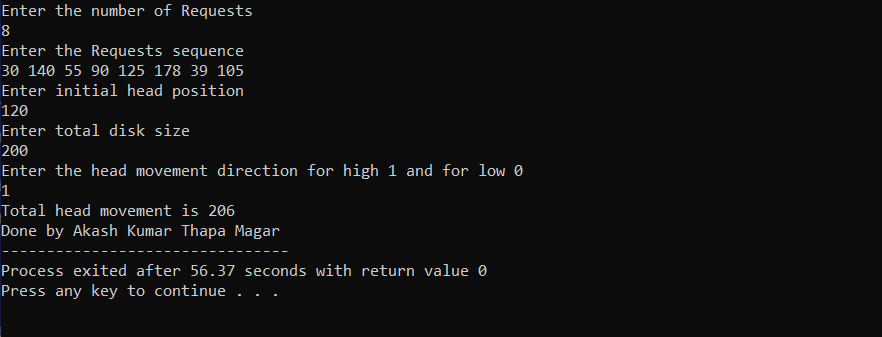 Enter the number of Requests
8
Enter the Requests sequence
30 140 55 90 125 178 39 105
Enter initial head position
120
Enter total disk size
200
Enter the head movement direction for high 1 and for low 0
1
Total head movement is 206
Done by Akash Kumar Thapa Magar
--------------------------------
Process exited after 56.37 seconds with return value 0
Press any key to continue . . .